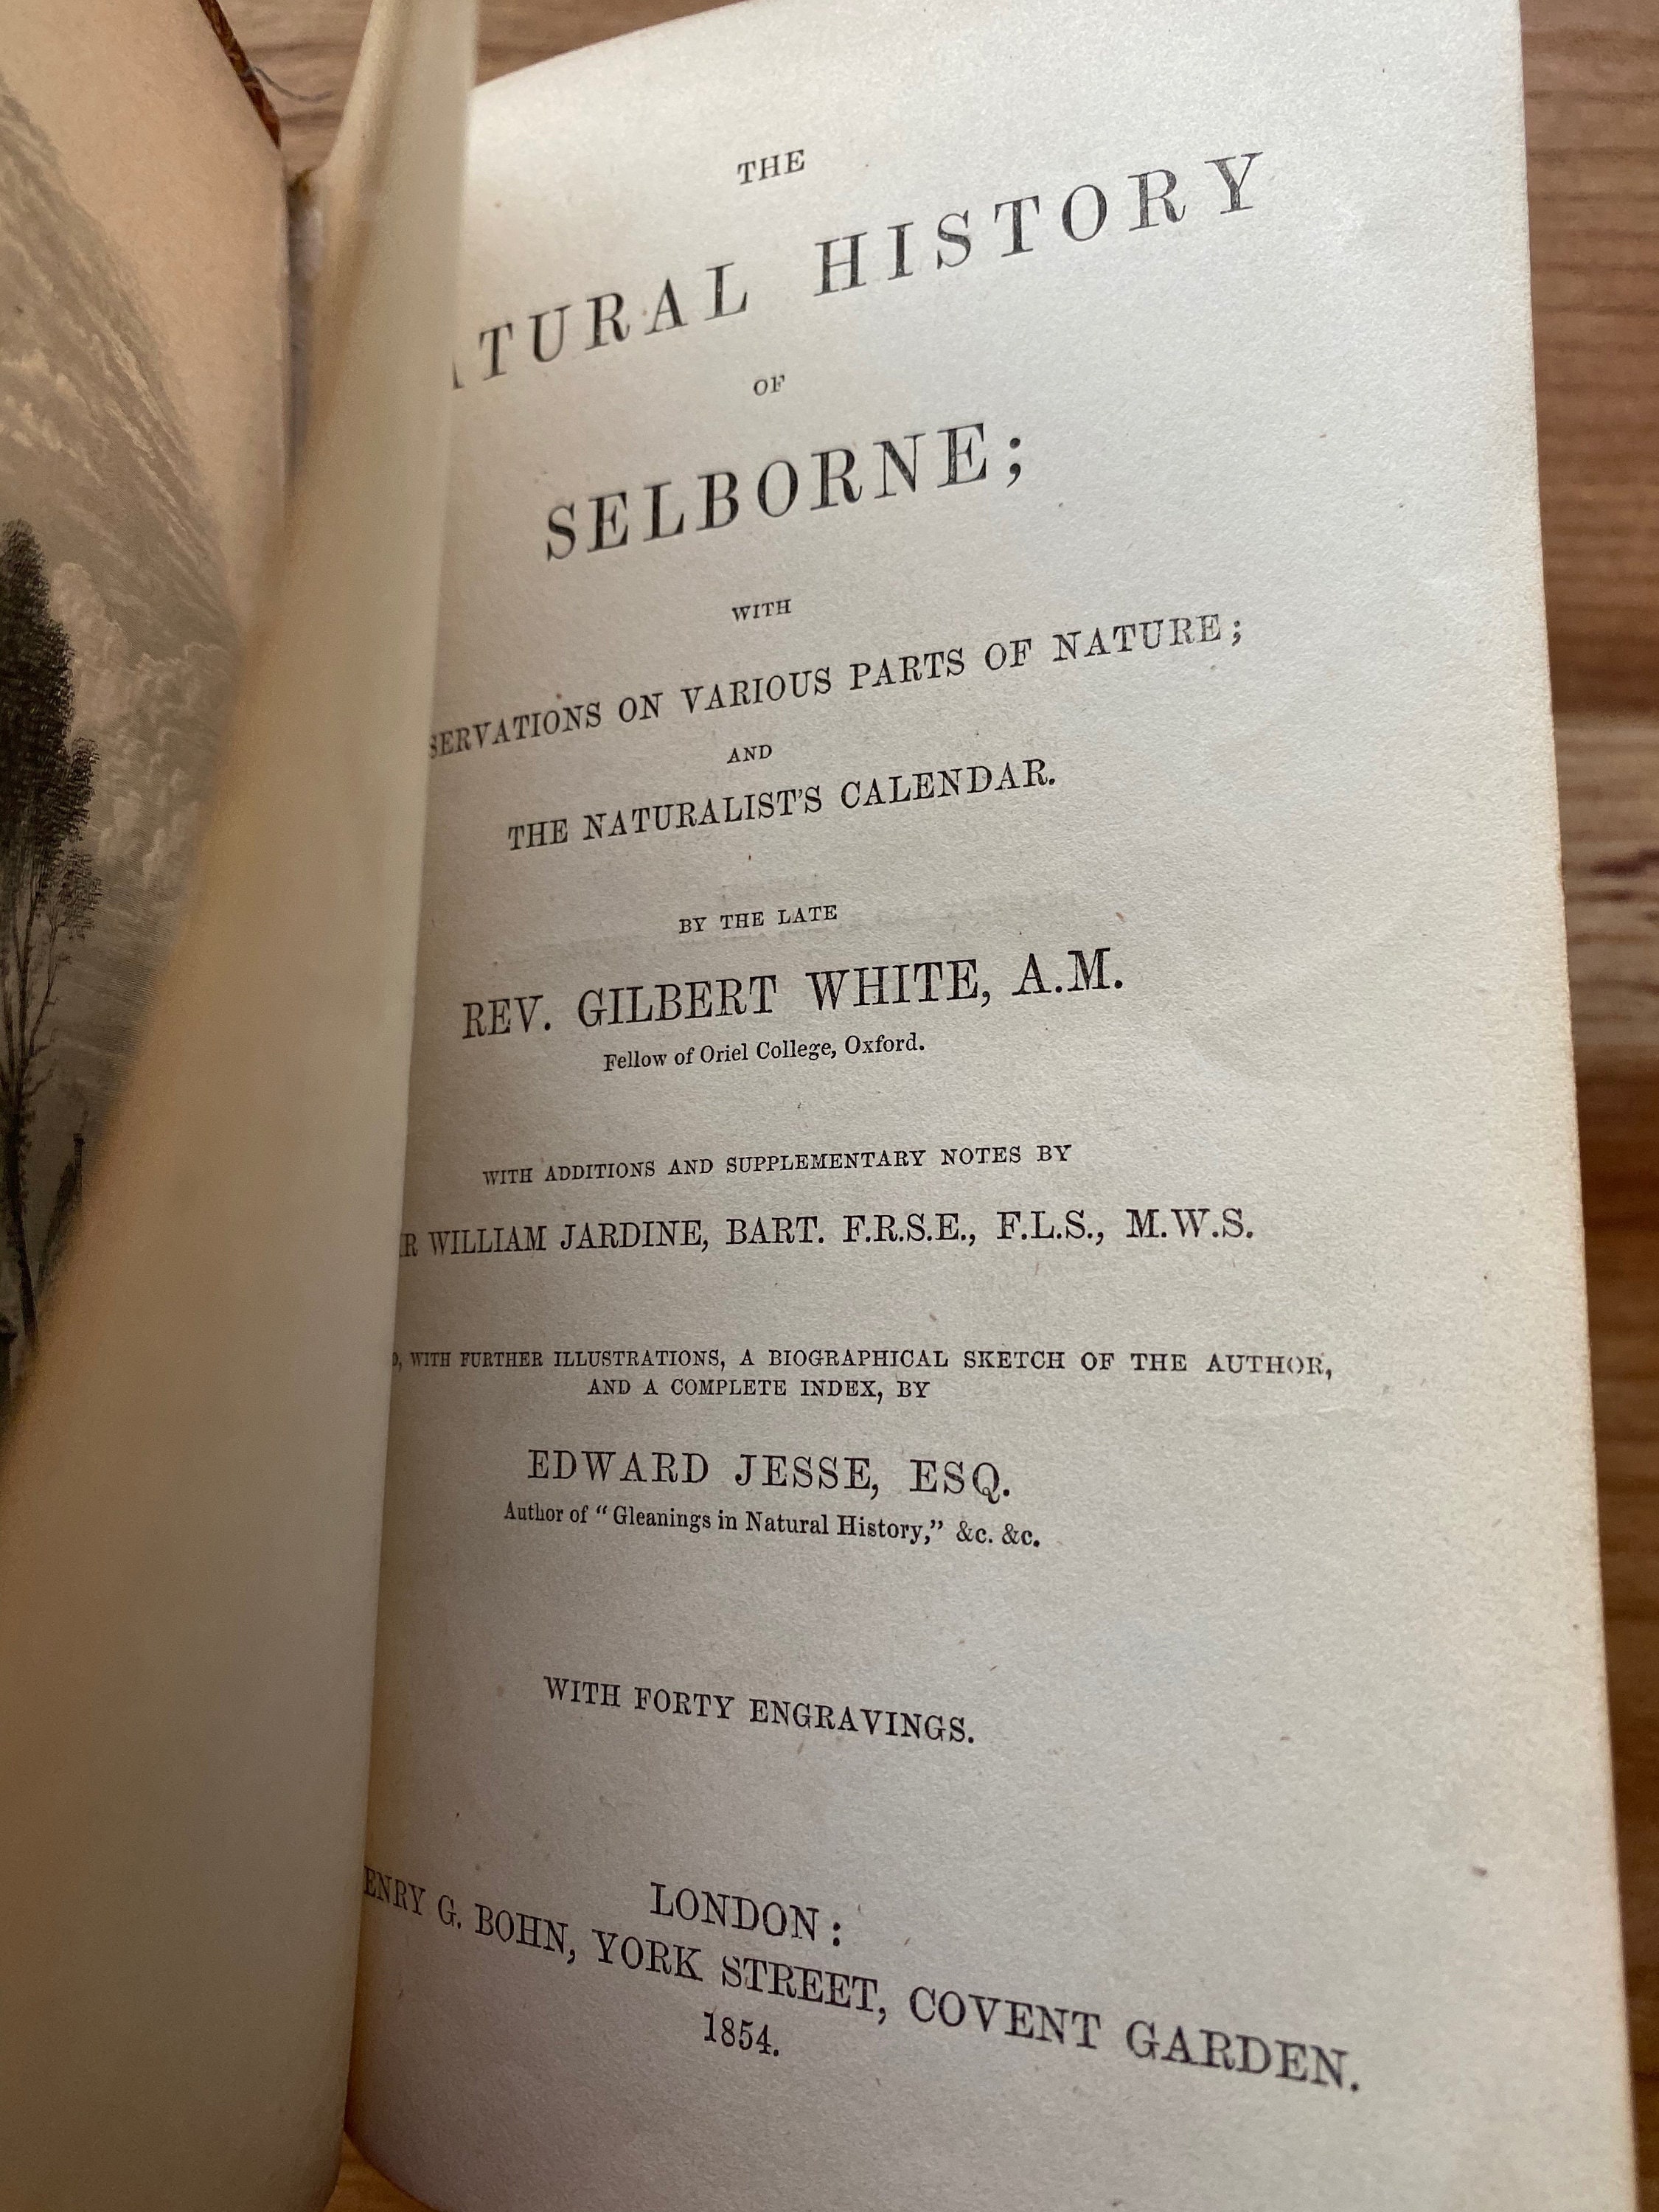 THE
ATURAL HISTORY
OF
SELBORNE;
WITH
SERVATIONS ON VARIOUS PARTS OF NATURE;
AND
THE NATURALIST'S CALENDAR.
BY THE LATE
REV. GILBERT WHITE, A.M.
Fellow of Oriel College, Oxford.
WITH ADDITIONS AND SUPPLEMENTARY NOTES BY
R WILLIAM JARDINE, BART. F.R.S.E., F.L.S., M.W.S.
D, WITH FURTHER ILLUSTRATIONS, A BIOGRAPHICAL SKETCH OF THE AUTHOR,
AND A COMPLETE INDEX, BY
EDWARD JESSE, ESQ.
Author of "Gleanings in Natural History," &c. &c.
WITH FORTY ENGRAVINGS.
LONDON:
ENRY G. BOHN, YORK STREET, COVENT GARDEN.
1854.